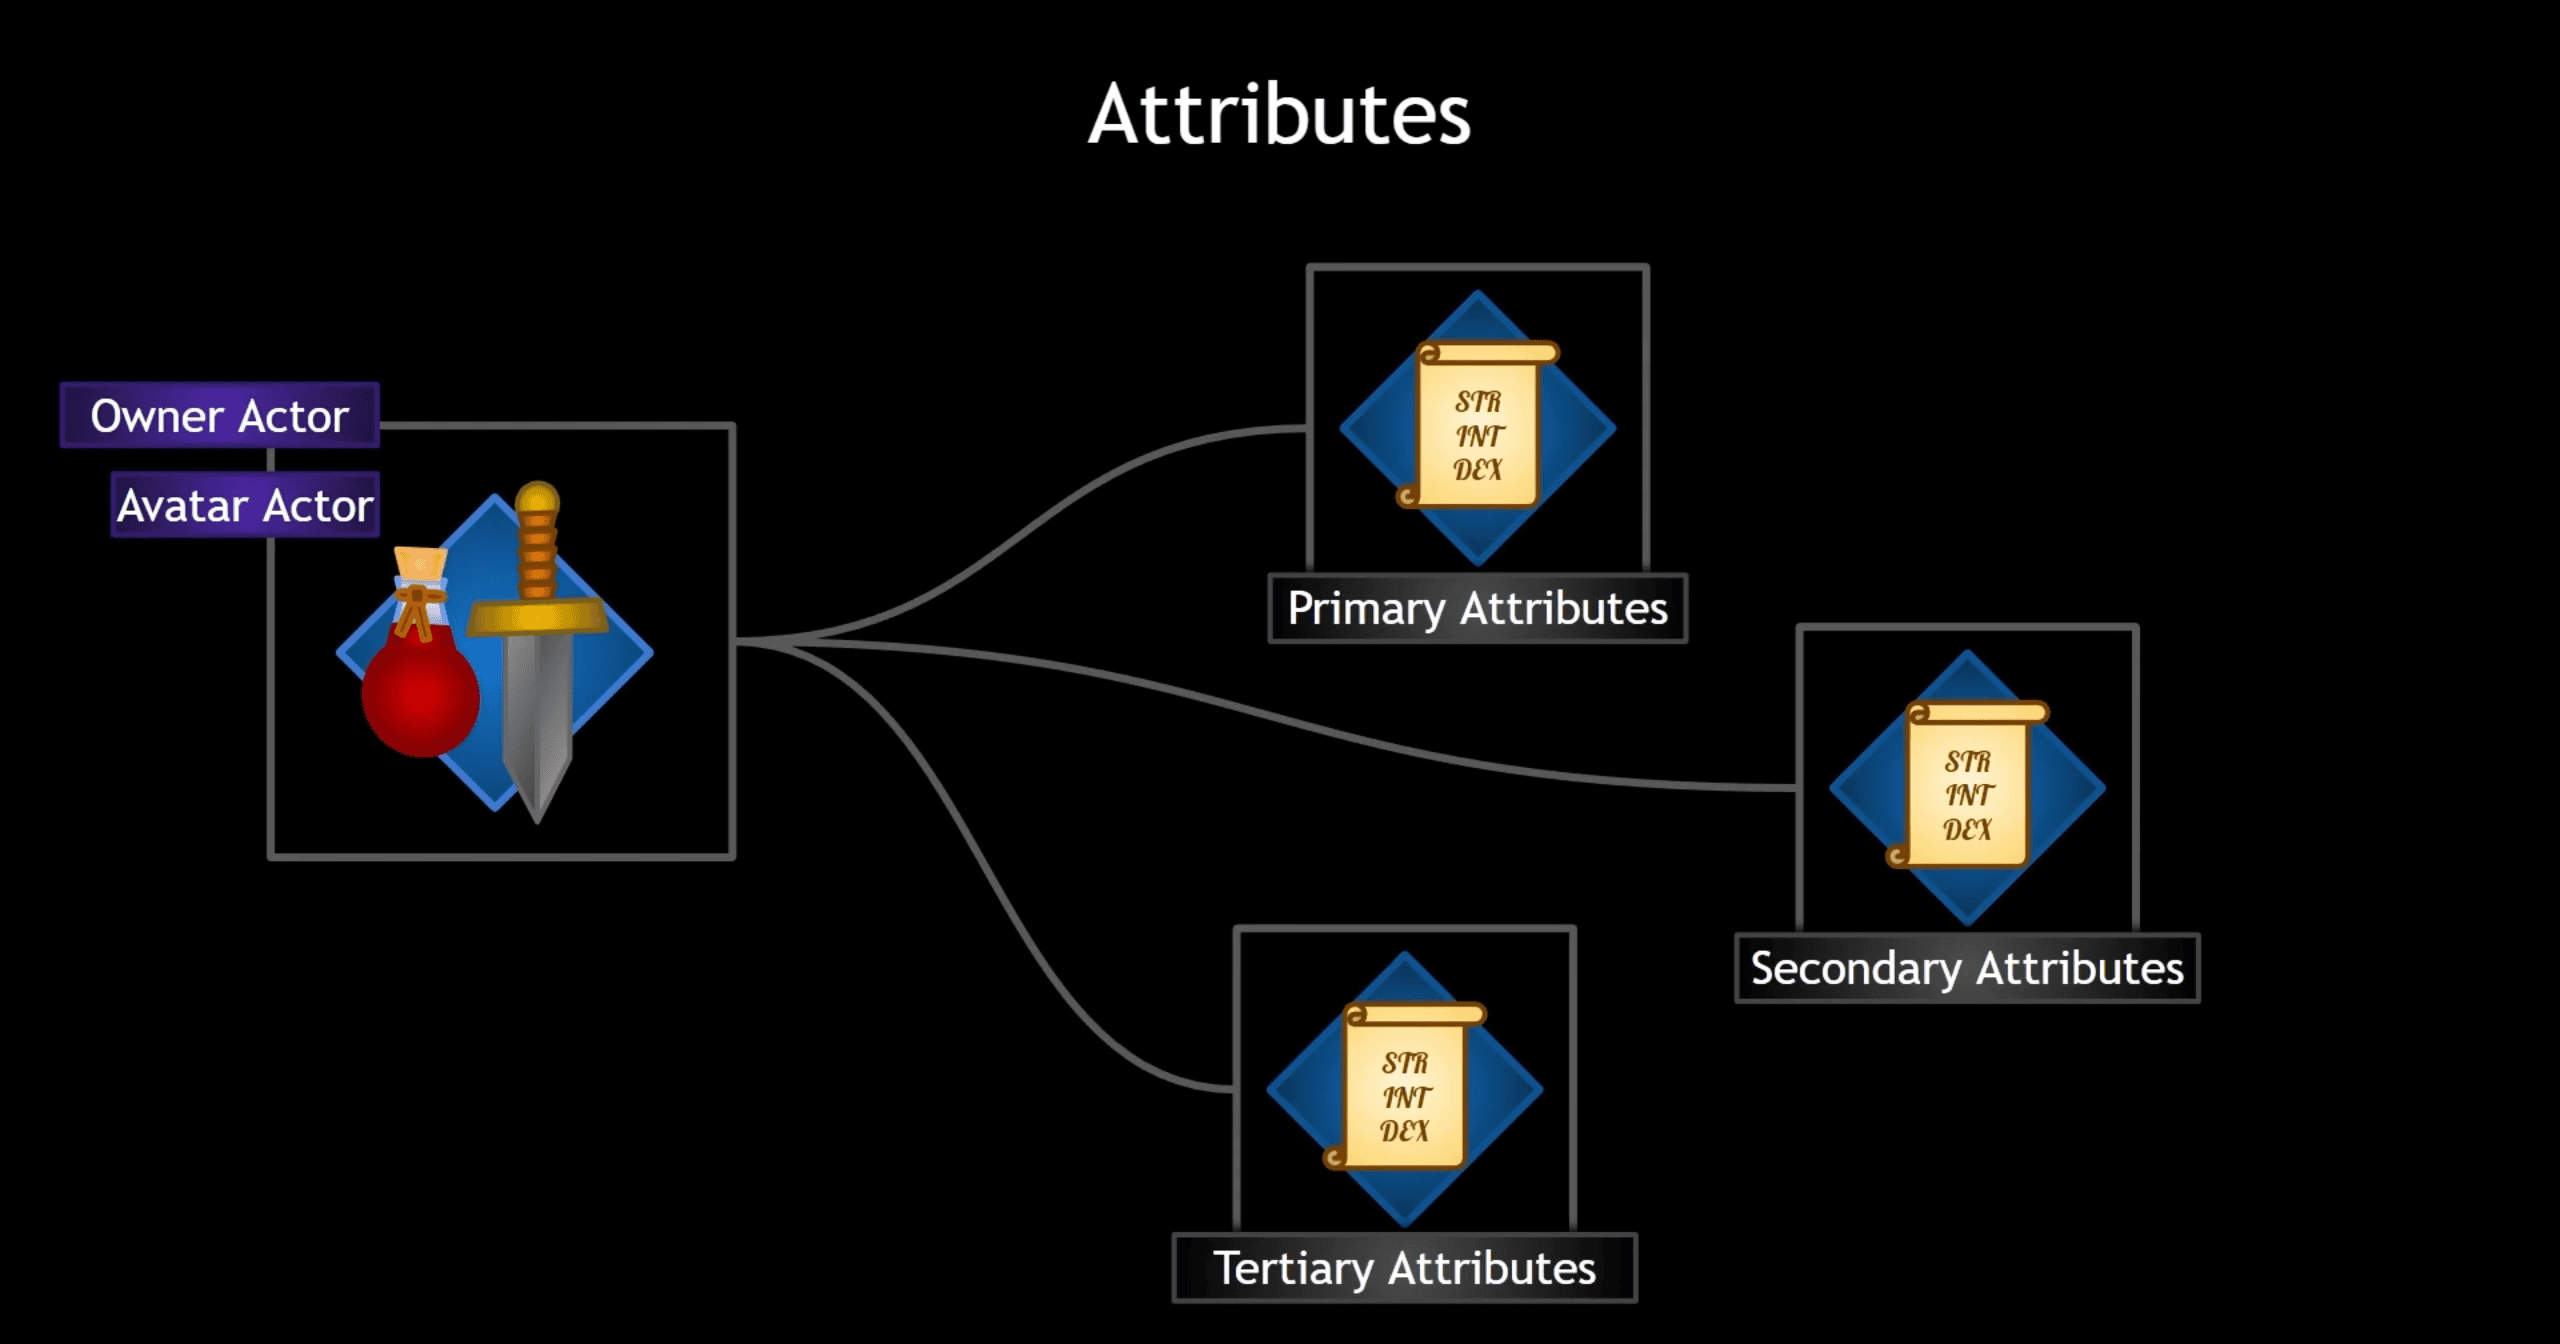 Attributes
Owner Actor
Avatar Actor
STR
INT
DEX
Primary Attributes
STR
INT
DEX
Secondary Attributes
STR
INT
DEX
Tertiary Attributes